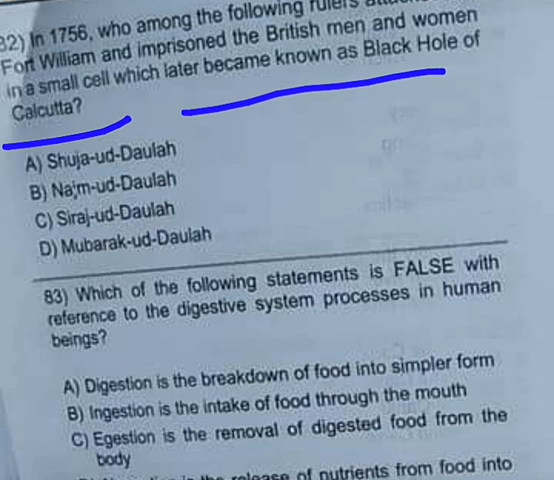 82) In 1756, who among the following rulers
Fort William and imprisoned the British men and women
in a small cell which later became known as Black Hole of
Calcutta?
A) Shuja-ud-Daulah
B) Najm-ud-Daulah
C) Siraj-ud-Daulah
D) Mubarak-ud-Daulah
83) Which of the following statements is FALSE with
reference to the digestive system processes in human
beings?
A) Digestion is the breakdown of food into simpler form
B) Ingestion is the intake of food through the mouth
C) Egestion is the removal of digested food from the
body
is the release of nutrients from food into